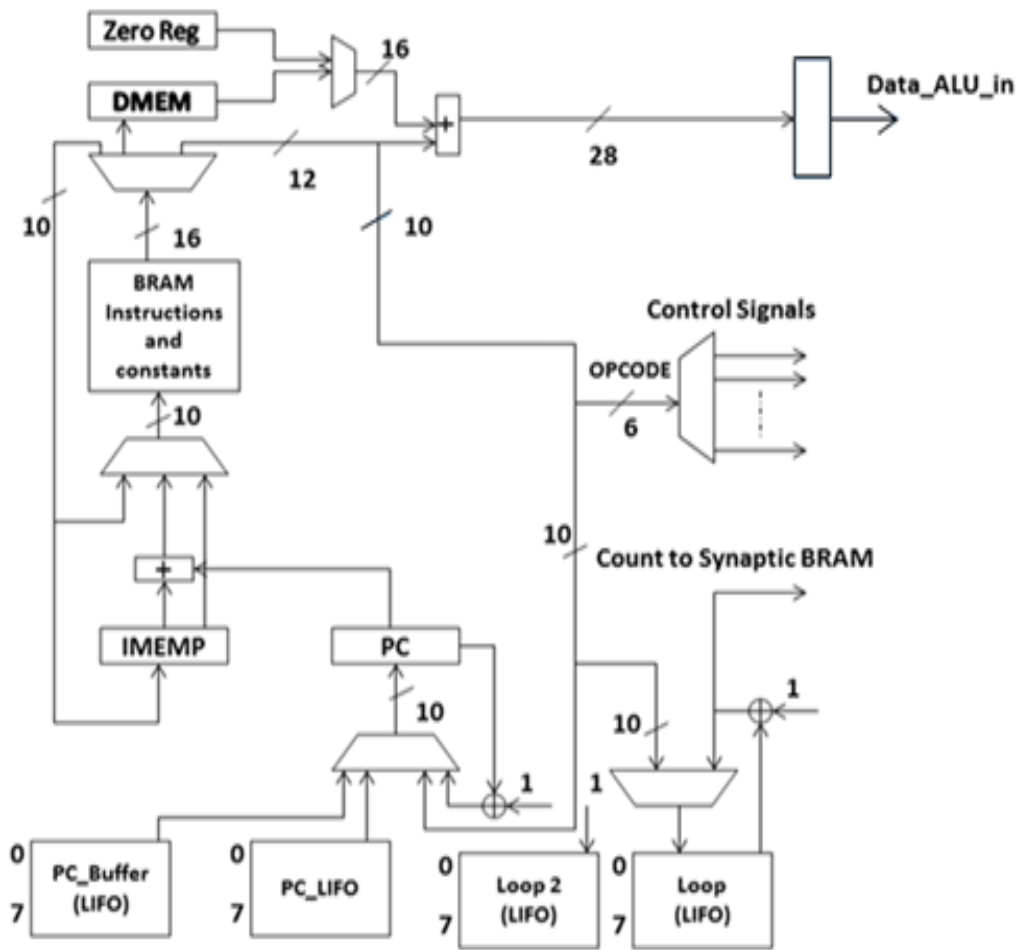 Zero Reg
16
DMEM
+
Data_ALU_in
28
12
10
10
16
BRAM
Instructions
and
constants
Control Signals
OPCODE
6
10
10
Count to Synaptic BRAM
+
IMEMP
PC
1
10
10
1
1
0
7
PC_Buffer
(LIFO)
0
7
PC_LIFO
0
7
Loop 2
(LIFO)
0
7
Loop
(LIFO)